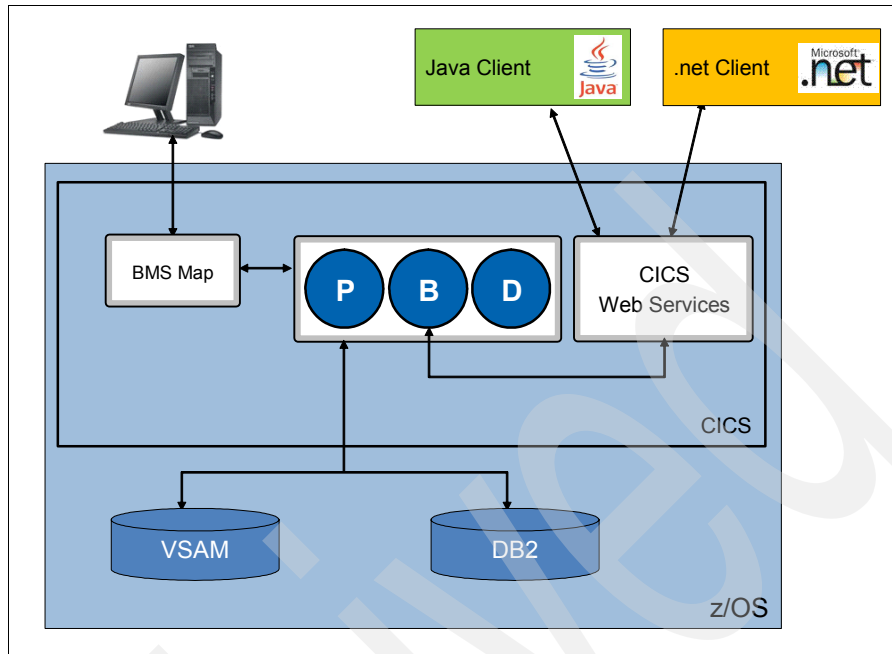 Java Client
Java
.net Client
Microsoft
.net
BMS Map
P
B
D
CICS
Web Services
CICS
VSAM
DB2
z/OS